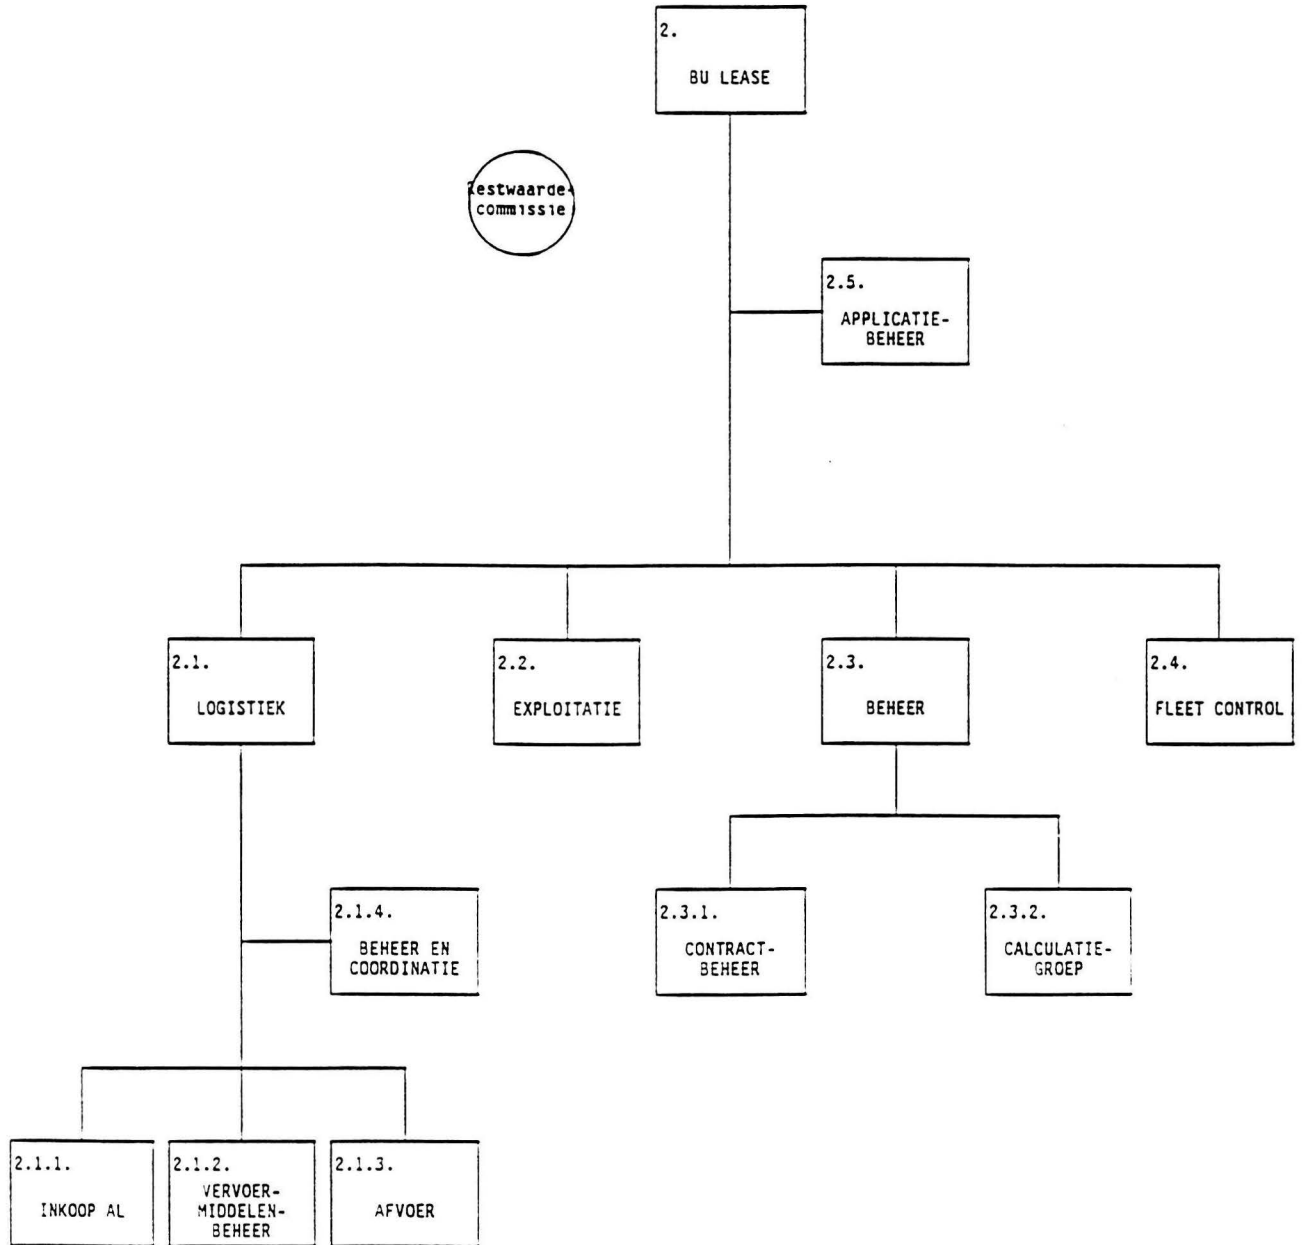 2.
BU LEASE
Restwaarde-
commissie
2.5.
APPLICATIE-
BEHEER
2.1.
LOGISTIEK
2.2.
EXPLOITATIE
2.3.
BEHEER
2.4.
FLEET CONTROL
2.1.4.
BEHEER EN
COORDINATIE
2.3.1.
CONTRACT-
BEHEER
2.3.2.
CALCULATIE-
GROEP
2.1.1.
INKOOP AL
2.1.2.
VERVOER-
MIDDELEN-
BEHEER
2.1.3.
AFVOER